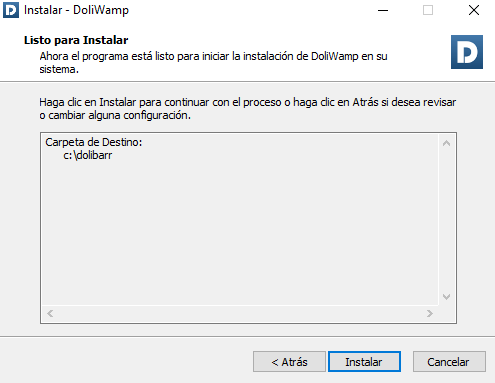 Instalar - DoliWamp
Listo para Instalar
Ahora el programa está listo para iniciar la instalación de DoliWamp en su
sistema.
D
Haga clic en Instalar para continuar con el proceso o haga clic en Atrás si desea revisar
o cambiar alguna configuración.
Carpeta de Destino:
c:\dolibarr
< Atrás
Instalar
Cancelar